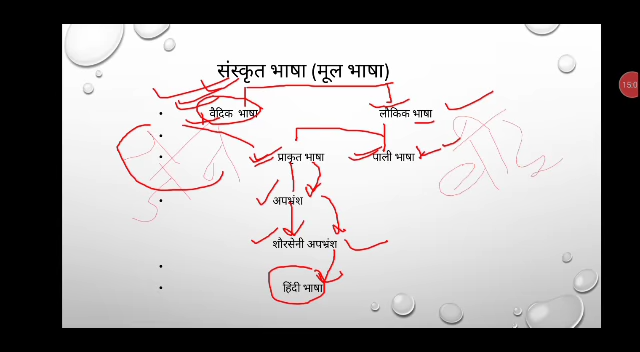 संस्कृत भाषा (मूल भाषा)
वैदिक भाषा
लौकिक भाषा
प्राकृत भाषा
पाली भाषा
अपभ्रंश
शौरसेनी अपभ्रंश
हिंदी भाषा